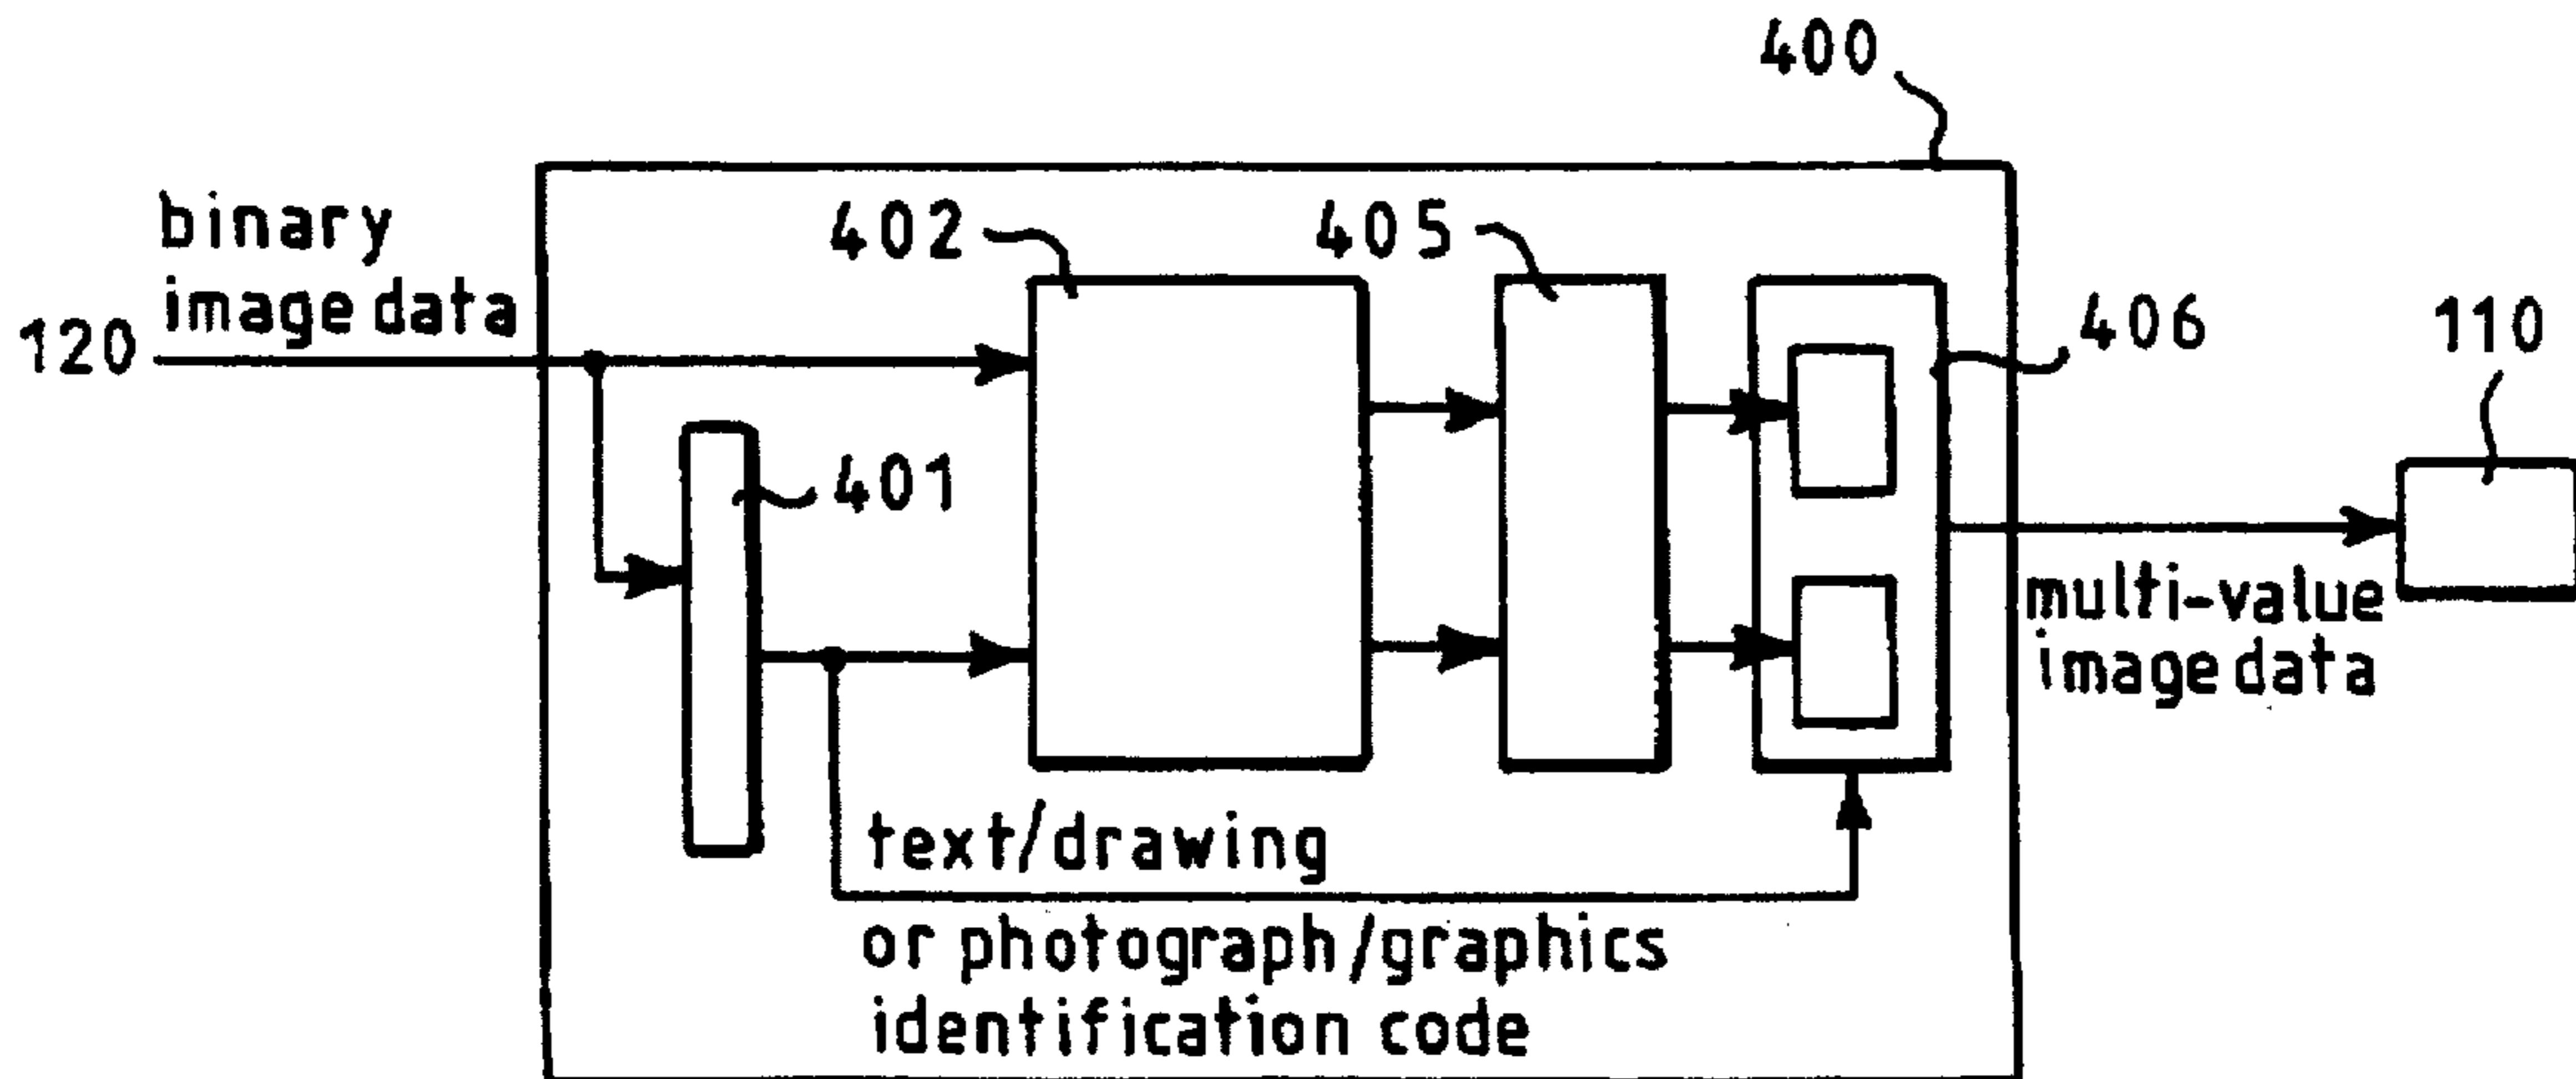 400
binary
image data
120
402
405
406
110
401
multi-value
image data
text/drawing
or photograph/graphics
identification code